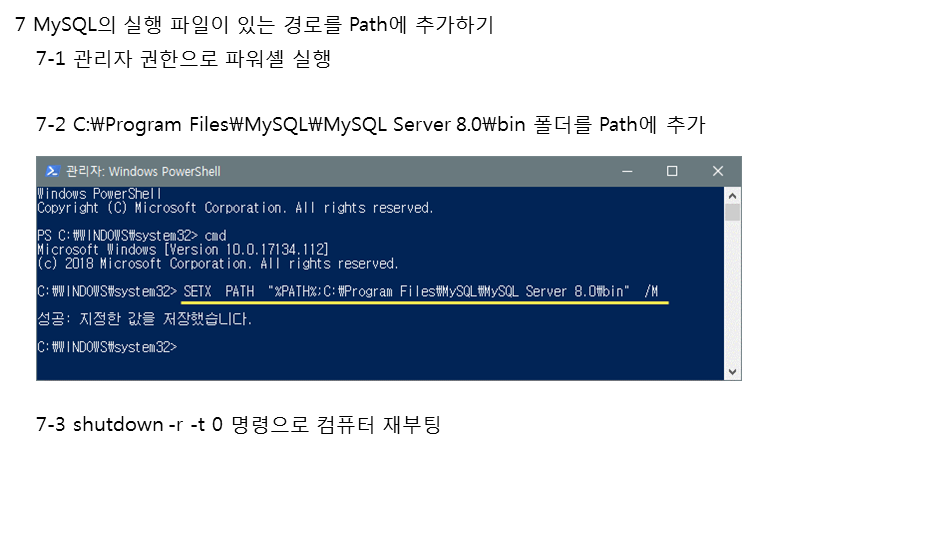 7 MySQL의 실행 파일이 있는 경로를 Path에 추가하기
7-1 관리자 권한으로 파워셸 실행
7-2 C:₩Program Files₩MySQL₩MySQL Server 8.0₩bin 폴더를 Path에 추가
관리자: Windows PowerShell
Windows PowerShell
Copyright (C) Microsoft Corporation. All rights reserved.
PS C:₩WINDOWS₩system32> cmd
Microsoft Windows [Version 10.0.17134.112]
(c) 2018 Microsoft Corporation. All rights reserved.
C:₩WINDOWS₩system32> SETX PATH "%PATH%;C:₩Program Files₩MySQL₩MySQL Server 8.0₩bin" /M
성공: 지정한 값을 저장했습니다.
C:₩WINDOWS₩system32>
7-3 shutdown -r -t 0 명령으로 컴퓨터 재부팅